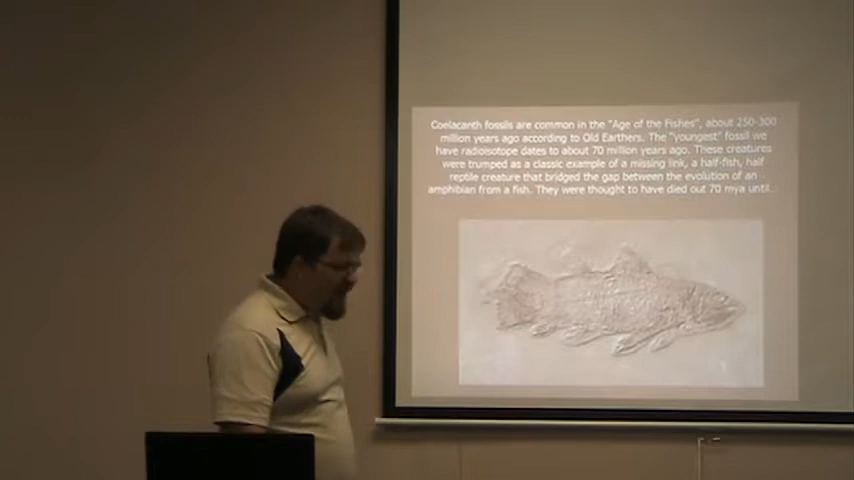 Coelacanth fossils are common in the "Age of the Fishes", about 250-300
million years ago according to Old Earthers. The "youngest" fossil we
have radioisotope dates to about 70 million years ago. These creatures
were trumped as a classic example of a missing link, a half-fish, half
reptile creature that bridged the gap between the evolution of an
amphibian from a fish. They were thought to have died out 70 mya until...